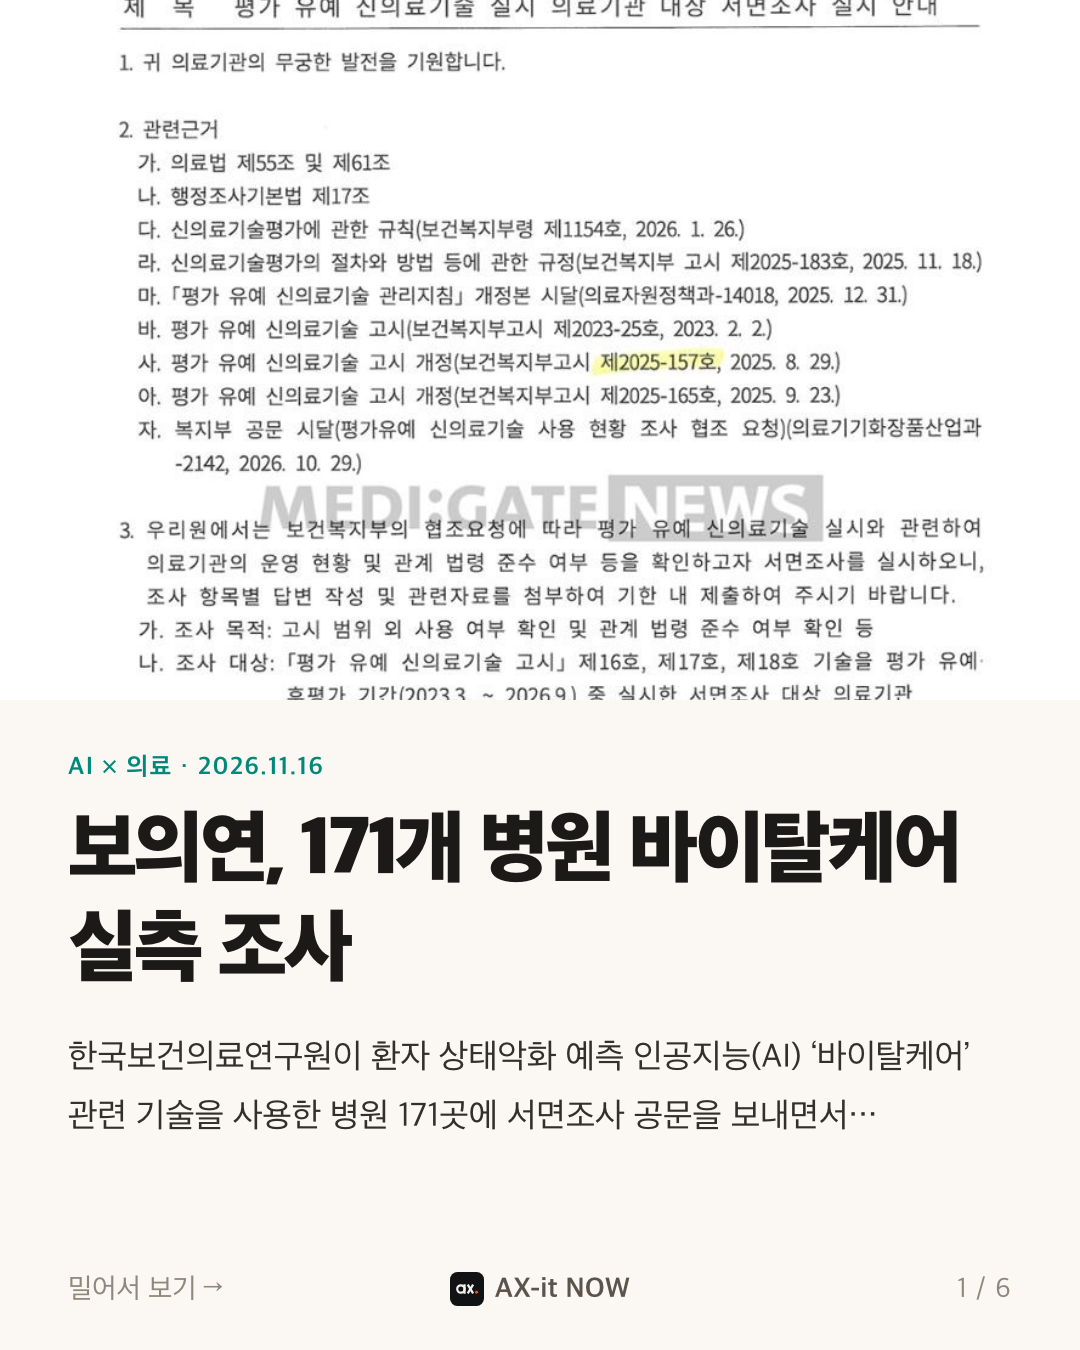 제 목 평가 유예 신의료기술 실시 의료기관 대상 서면조사 실시 안내
1. 귀 의료기관의 무궁한 발전을 기원합니다.
2. 관련근거
가. 의료법 제55조 및 제61조
나. 행정조사기본법 제17조
다. 신의료기술평가에 관한 규칙(보건복지부령 제1154호, 2026. 1. 26.)
라. 신의료기술평가의 절차와 방법 등에 관한 규정(보건복지부 고시 제2025-183호, 2025. 11. 18.)
마. 「평가 유예 신의료기술 관리지침」 개정본 시달(의료자원정책과-14018, 2025. 12. 31.)
바. 평가 유예 신의료기술 고시(보건복지부고시 제2023-25호, 2023. 2. 2.)
사. 평가 유예 신의료기술 고시 개정(보건복지부고시 제2025-157호, 2025. 8. 29.)
아. 평가 유예 신의료기술 고시 개정(보건복지부고시 제2025-165호, 2025. 9. 23.)
자. 복지부 공문 시달(평가유예 신의료기술 사용 현황 조사 협조 요청)(의료기기화장품산업과
-2142, 2026. 10. 29.)
MEDI:GATE NEWS
3. 우리원에서는 보건복지부의 협조요청에 따라 평가 유예 신의료기술 실시와 관련하여
의료기관의 운영 현황 및 관계 법령 준수 여부 등을 확인하고자 서면조사를 실시하오니,
조사 항목별 답변 작성 및 관련자료를 첨부하여 기한 내 제출하여 주시기 바랍니다.
가. 조사 목적: 고시 범위 외 사용 여부 확인 및 관계 법령 준수 여부 확인 등
나. 조사 대상: 「평가 유예 신의료기술 고시」 제16호, 제17호, 제18호 기술을 평가 유예·
후평가 기간(2023.3. ~ 2026.9.) 중 실시한 서면조사 대상 의료기관
AI × 의료 · 2026.11.16
보의연, 171개 병원 바이탈케어
실측 조사
한국보건의료연구원이 환자 상태악화 예측 인공지능(AI) ‘바이탈케어’
관련 기술을 사용한 병원 171곳에 서면조사 공문을 보내면서…
밀어서 보기 →
ax. AX-it NOW
1 / 6